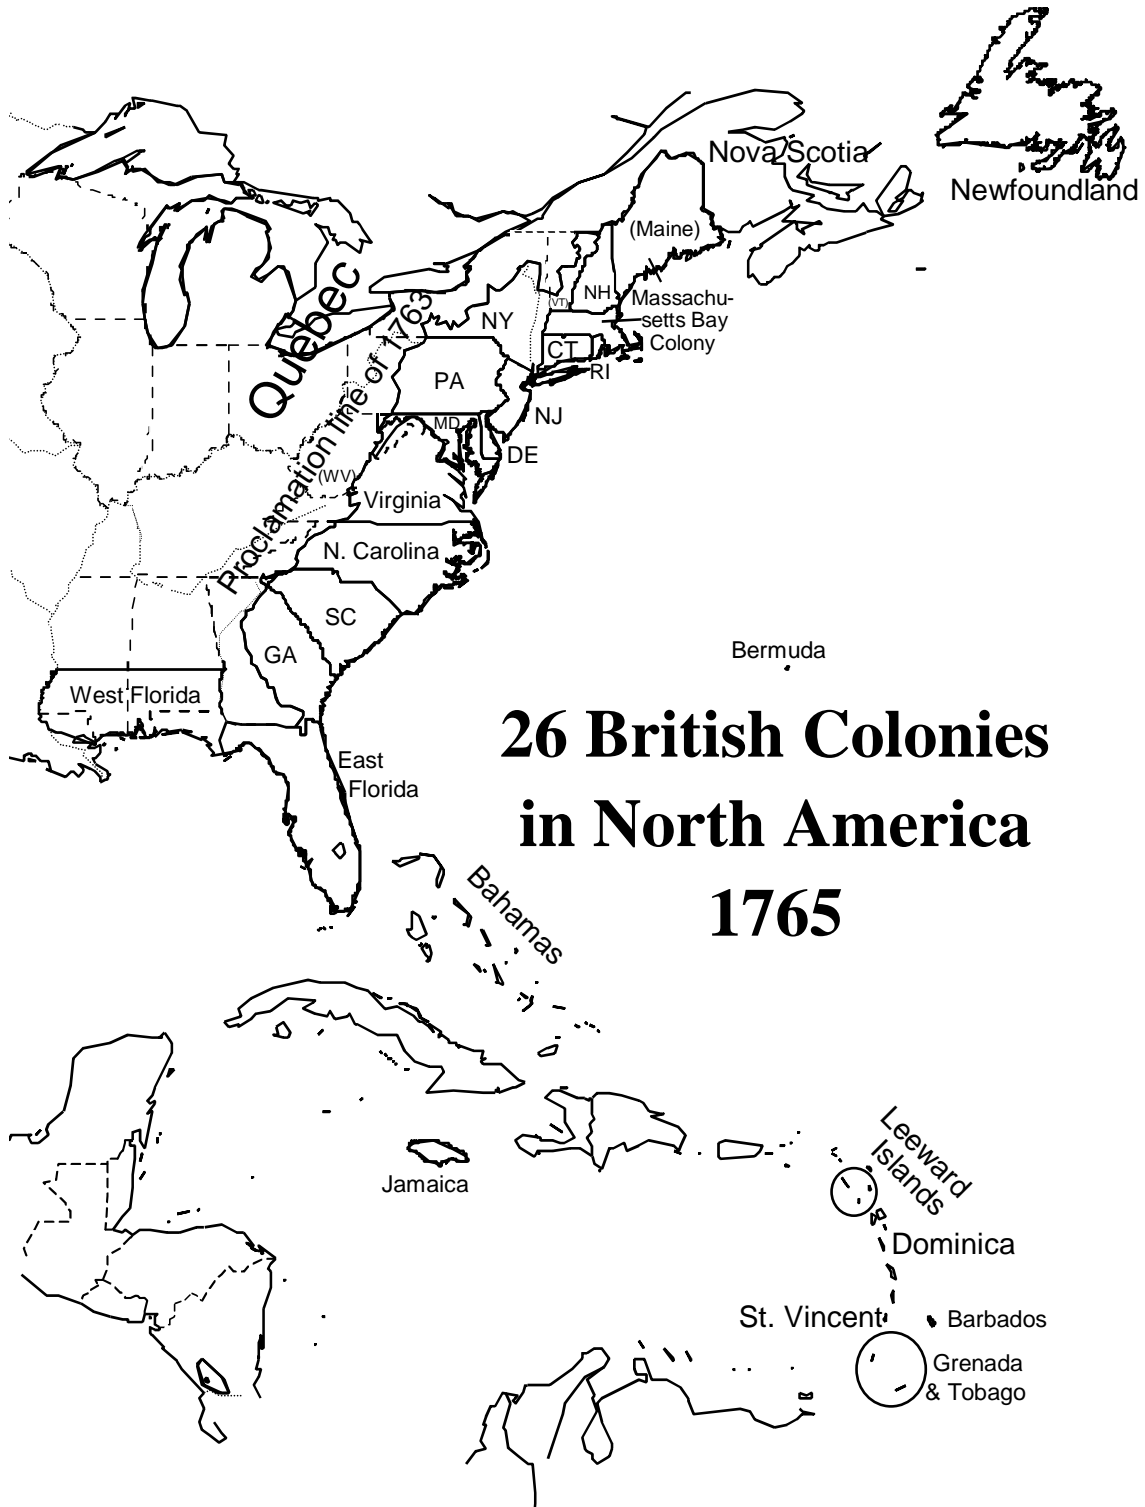 Nova Scotia
Newfoundland
(Maine)
Quebec
Proclamation line of 1763
NH
(VT)
Massachu-
setts Bay
Colony
NY
CT
RI
PA
NJ
MD
DE
(WV)
Virginia
N. Carolina
SC
GA
Bermuda
West Florida
26 British Colonies
in North America
1765
East
Florida
Bahamas
Jamaica
Leeward
Islands
Dominica
St. Vincent
Barbados
Grenada
& Tobago